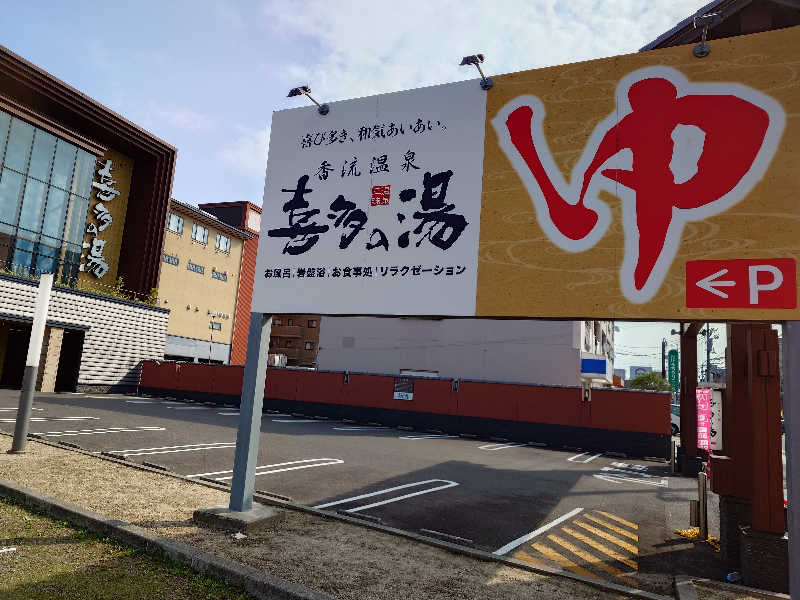 喜び多き、和気あいあい。
香流温泉
喜多の湯
お風呂、岩盤浴、お食事処、リラクゼーション
ゆ
←P
喜多の湯